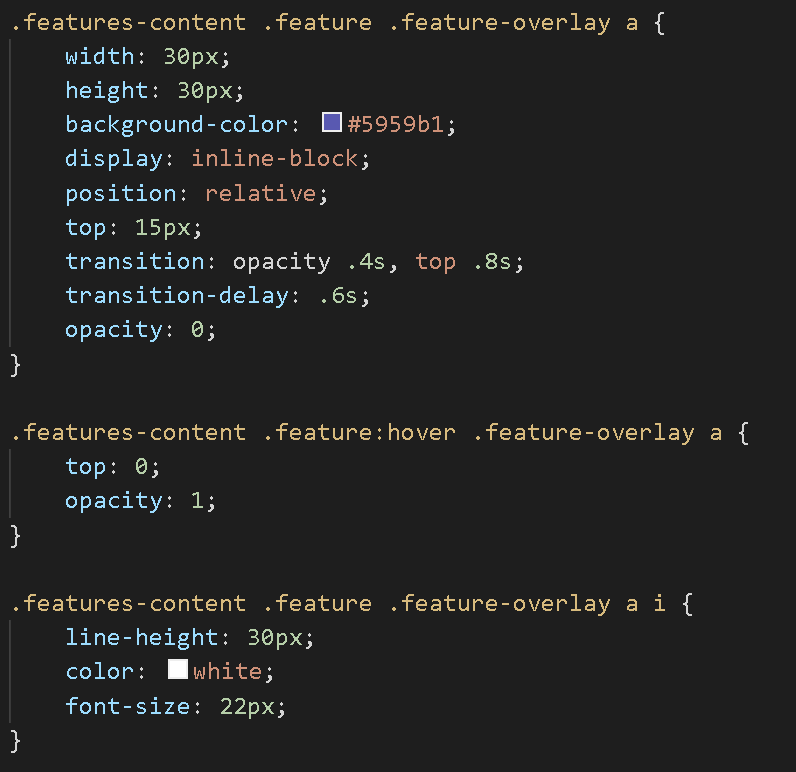 .features-content .feature .feature-overlay a {
    width: 30px;
    height: 30px;
    background-color: #5959b1;
    display: inline-block;
    position: relative;
    top: 15px;
    transition: opacity .4s, top .8s;
    transition-delay: .6s;
    opacity: 0;
}

.features-content .feature:hover .feature-overlay a {
    top: 0;
    opacity: 1;
}

.features-content .feature .feature-overlay a i {
    line-height: 30px;
    color: white;
    font-size: 22px;
}